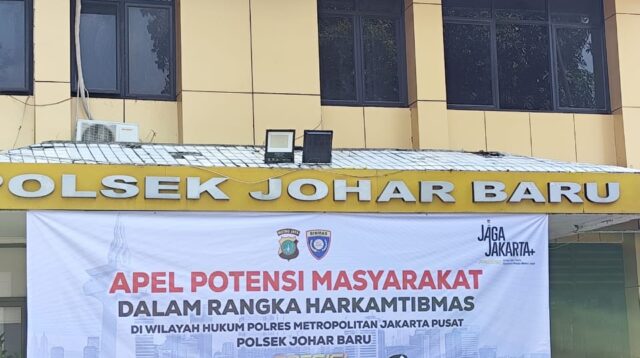 POLSEK JOHAR BARU
BINMAS
JAGA
JAKARTA+
APEL POTENSI MASYARAKAT
DALAM RANGKA HARKAMTIBMAS
DI WILAYAH HUKUM POLRES METROPOLITAN JAKARTA PUSAT
POLSEK JOHAR BARU